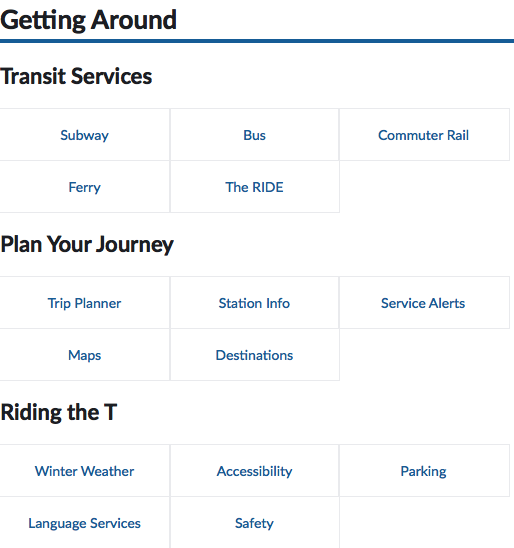 Getting Around
Transit Services
Subway Bus Commuter Rail
Ferry The RIDE
Plan Your Journey
Trip Planner Station Info Service Alerts
Maps Destinations
Riding the T
Winter Weather Accessibility Parking
Language Services Safety